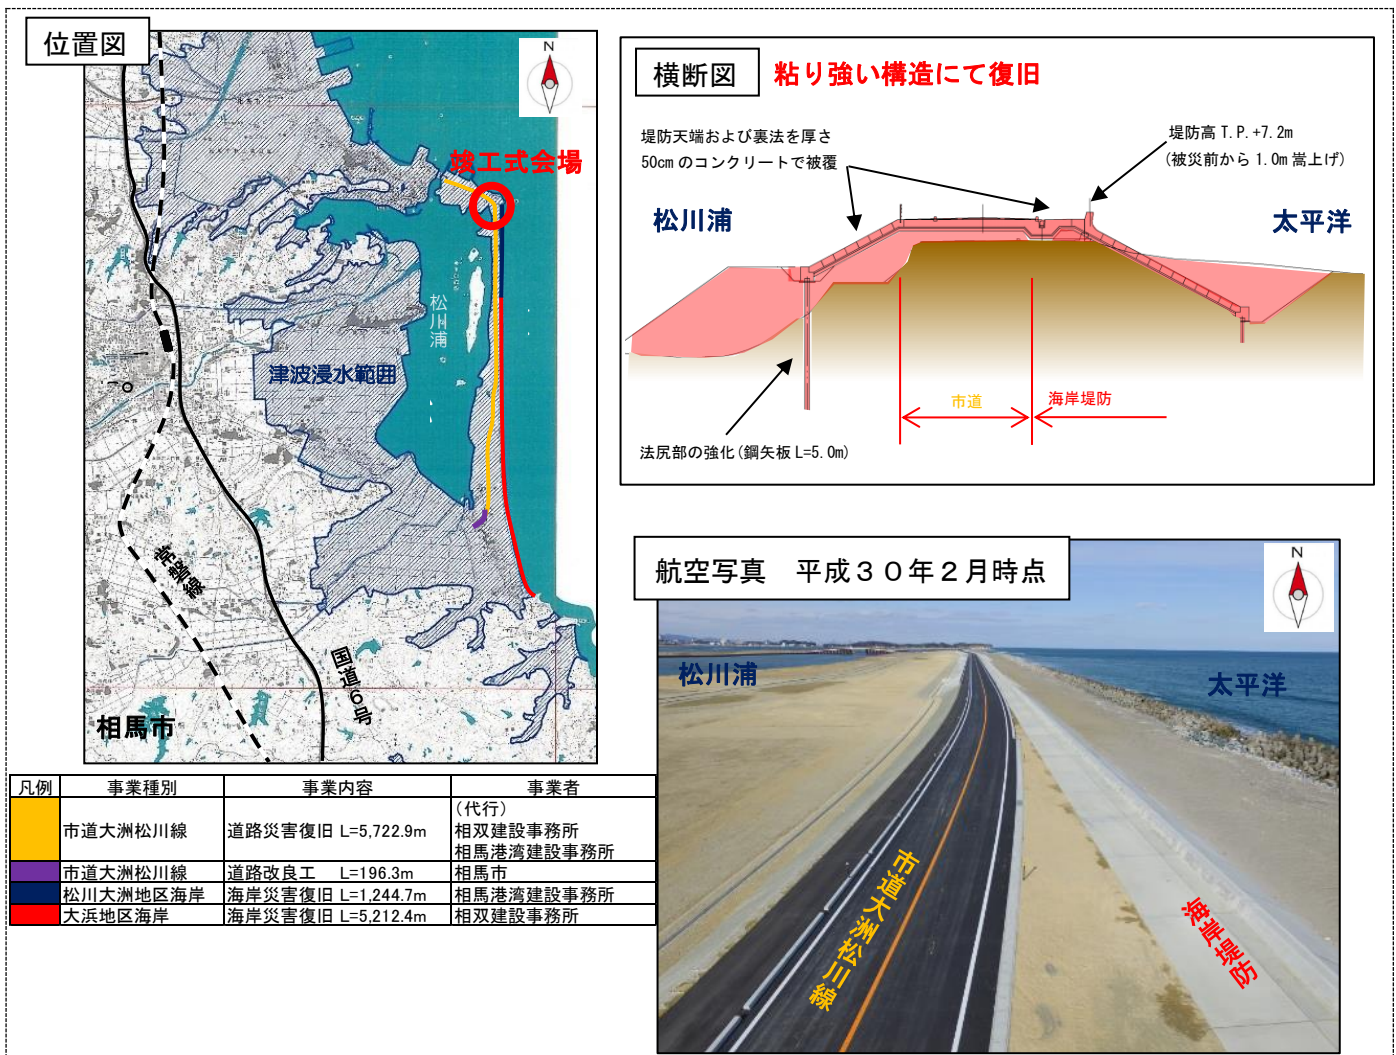 位置図
N
竣工式会場
松川浦
津波浸水範囲
常磐線
国道6号
相馬市
横断図
粘り強い構造にて復旧
堤防天端および裏法を厚さ
50cmのコンクリートで被覆
堤防高 T.P.+7.2m
(被災前から1.0m嵩上げ)
松川浦
太平洋
市道
海岸堤防
法尻部の強化(鋼矢板L=5.0m)
凡例 事業種別 事業内容 事業者
市道大洲松川線 道路災害復旧 L=5,722.9m (代行)
相双建設事務所
相馬港湾建設事務所
市道大洲松川線 道路改良工 L=196.3m 相馬市
松川大洲地区海岸 海岸災害復旧 L=1,244.7m 相馬港湾建設事務所
大浜地区海岸 海岸災害復旧 L=5,212.4m 相双建設事務所
航空写真 平成30年2月時点
N
松川浦
太平洋
市道大洲松川線
海岸堤防